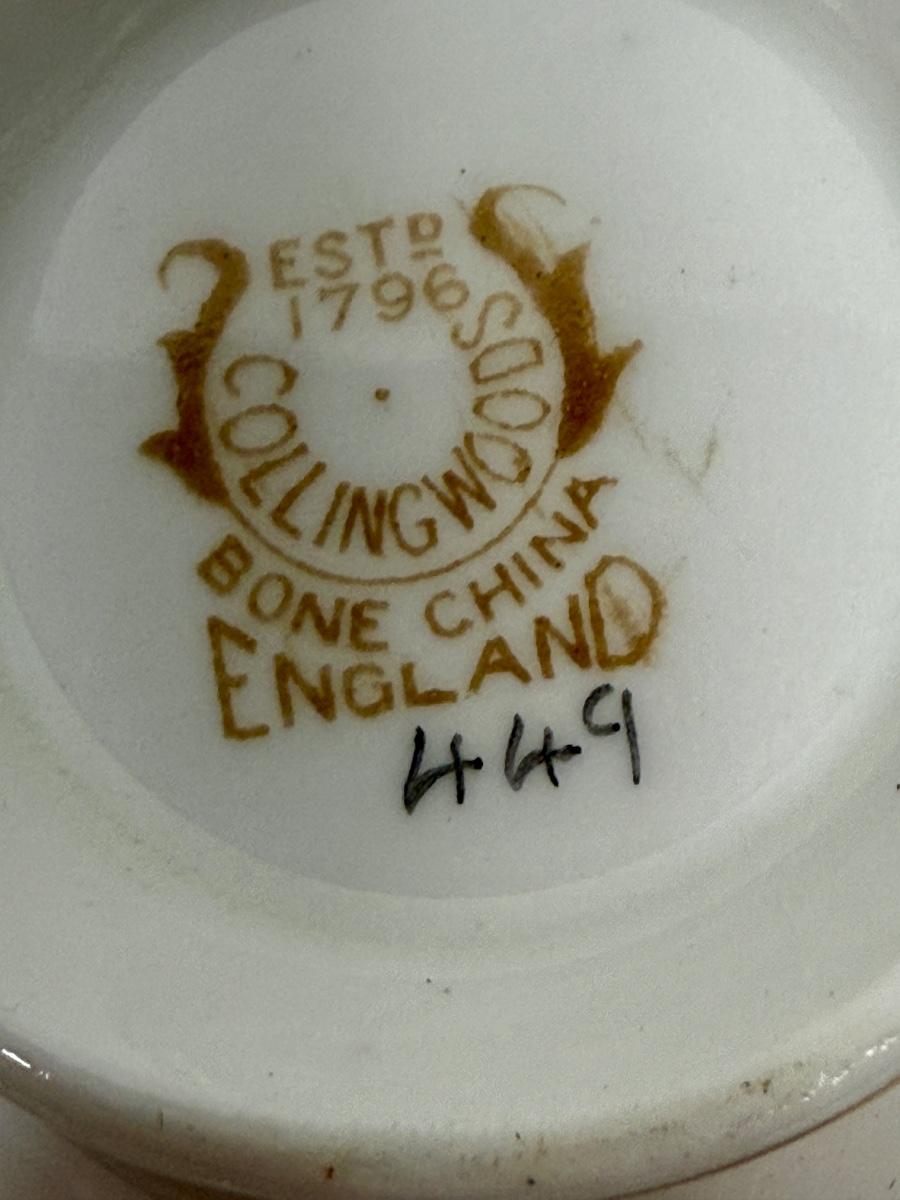 ESTD
1796
COLLINGWOODS
BONE CHINA
ENGLAND
449